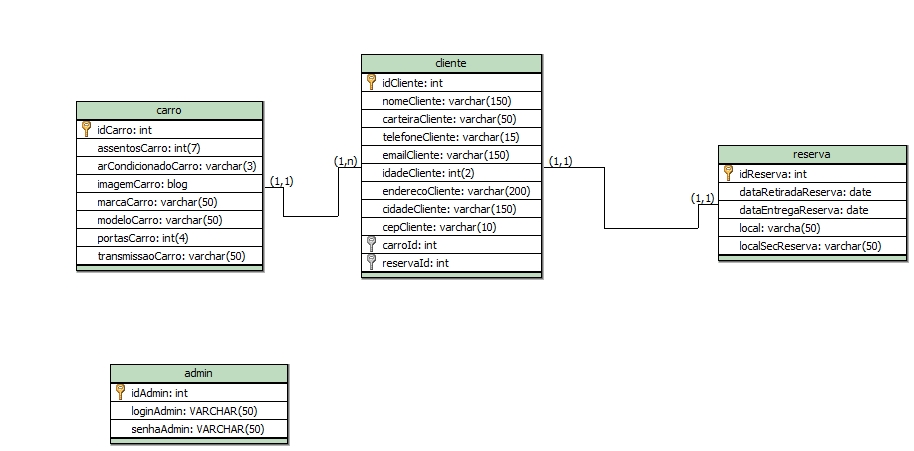 carro
idCarro: int
assentosCarro: int(7)
arCondicionadoCarro: varchar(3)
imagemCarro: blog
marcaCarro: varchar(50)
modeloCarro: varchar(50)
portasCarro: int(4)
transmissaoCarro: varchar(50)
(1,1)
(1,n)
cliente
idCliente: int
nomeCliente: varchar(150)
carteiraCliente: varchar(50)
telefoneCliente: varchar(15)
emailCliente: varchar(150)
idadeCliente: int(2)
enderecoCliente: varchar(200)
cidadeCliente: varchar(150)
cepCliente: varchar(10)
carroId: int
reservaId: int
(1,1)
(1,1)
reserva
idReserva: int
dataRetiradaReserva: date
dataEntregaReserva: date
local: varcha(50)
localSecReserva: varchar(50)
admin
idAdmin: int
loginAdmin: VARCHAR(50)
senhaAdmin: VARCHAR(50)